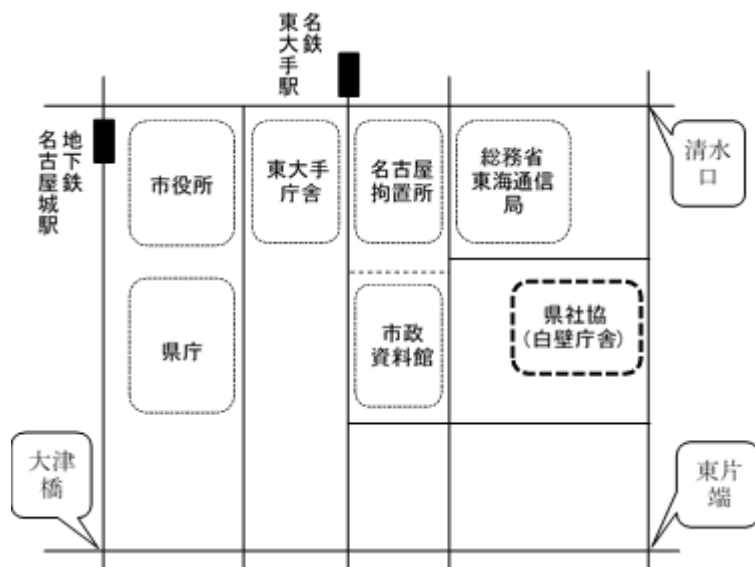 名鉄
東大手駅
地下鉄
名古屋城駅
市役所
東大手
庁舎
名古屋
拘置所
総務省
東海通信
局
清水
口
県庁
市政
資料館
県社協
（白壁庁舎）
大津
橋
東片
端